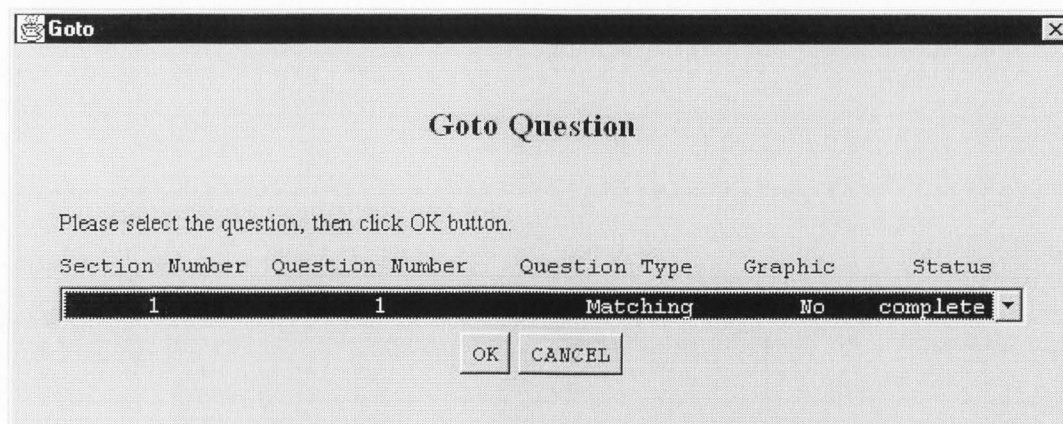 Goto
Goto Question
Please select the question, then click OK button.
Section Number Question Number Question Type Graphic Status
1 1 Matching No complete
OK CANCEL